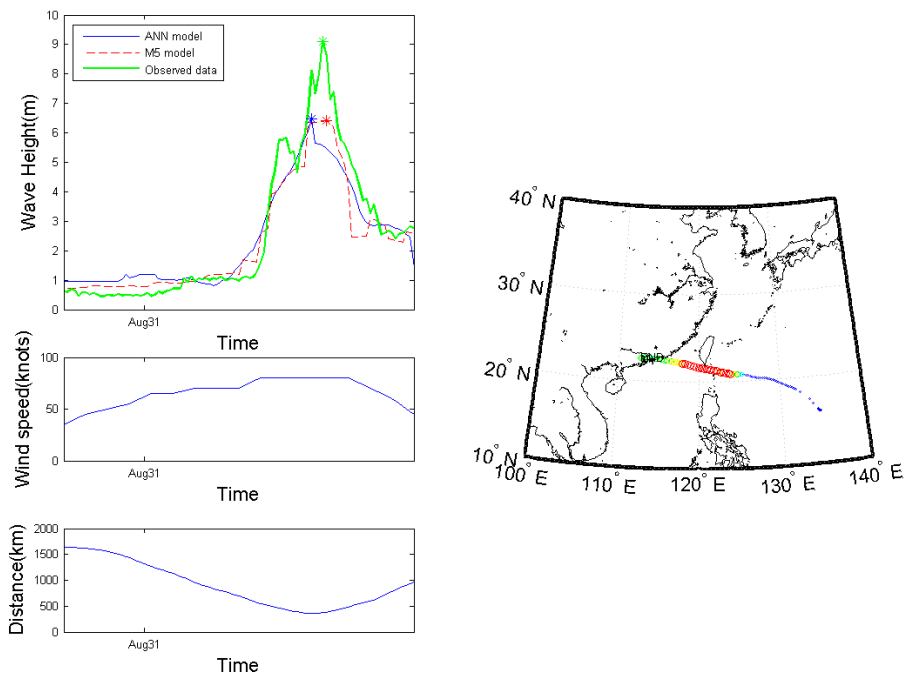 10
9
8
7
6
5
4
3
2
1
0
Wave Height(m)
ANN model
M5 model
Observed data
Aug31
Time
100
50
0
Wind speed(knots)
Aug31
Time
2000
1500
1000
500
0
Distance(km)
Aug31
Time
40° N
30° N
20° N
10° N
100° E
110° E
120° E
130° E
140° E